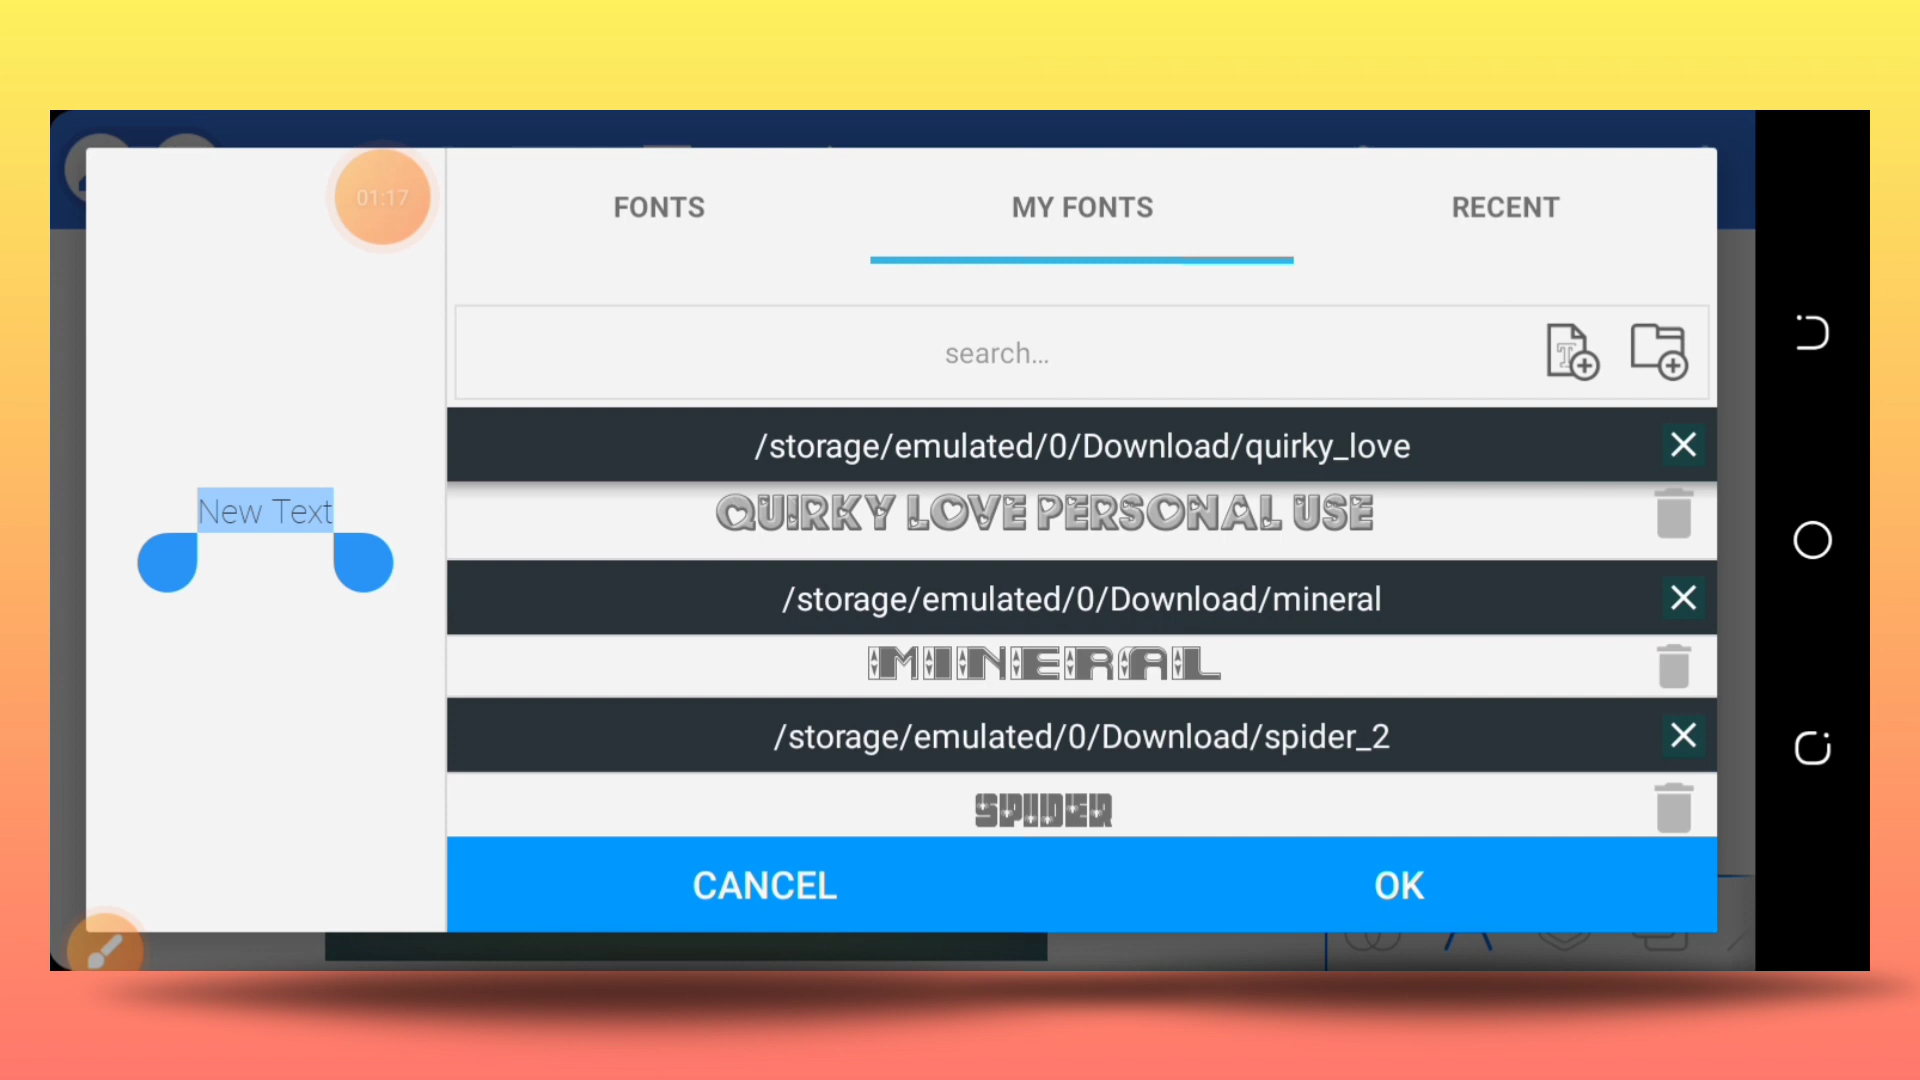 01:17
FONTS
MY FONTS
RECENT
search...
/storage/emulated/0/Download/quirky_love
QUIRKY LOVE PERSONAL USE
/storage/emulated/0/Download/mineral
MINERAL
/storage/emulated/0/Download/spider_2
SPIDER
New Text
CANCEL
OK